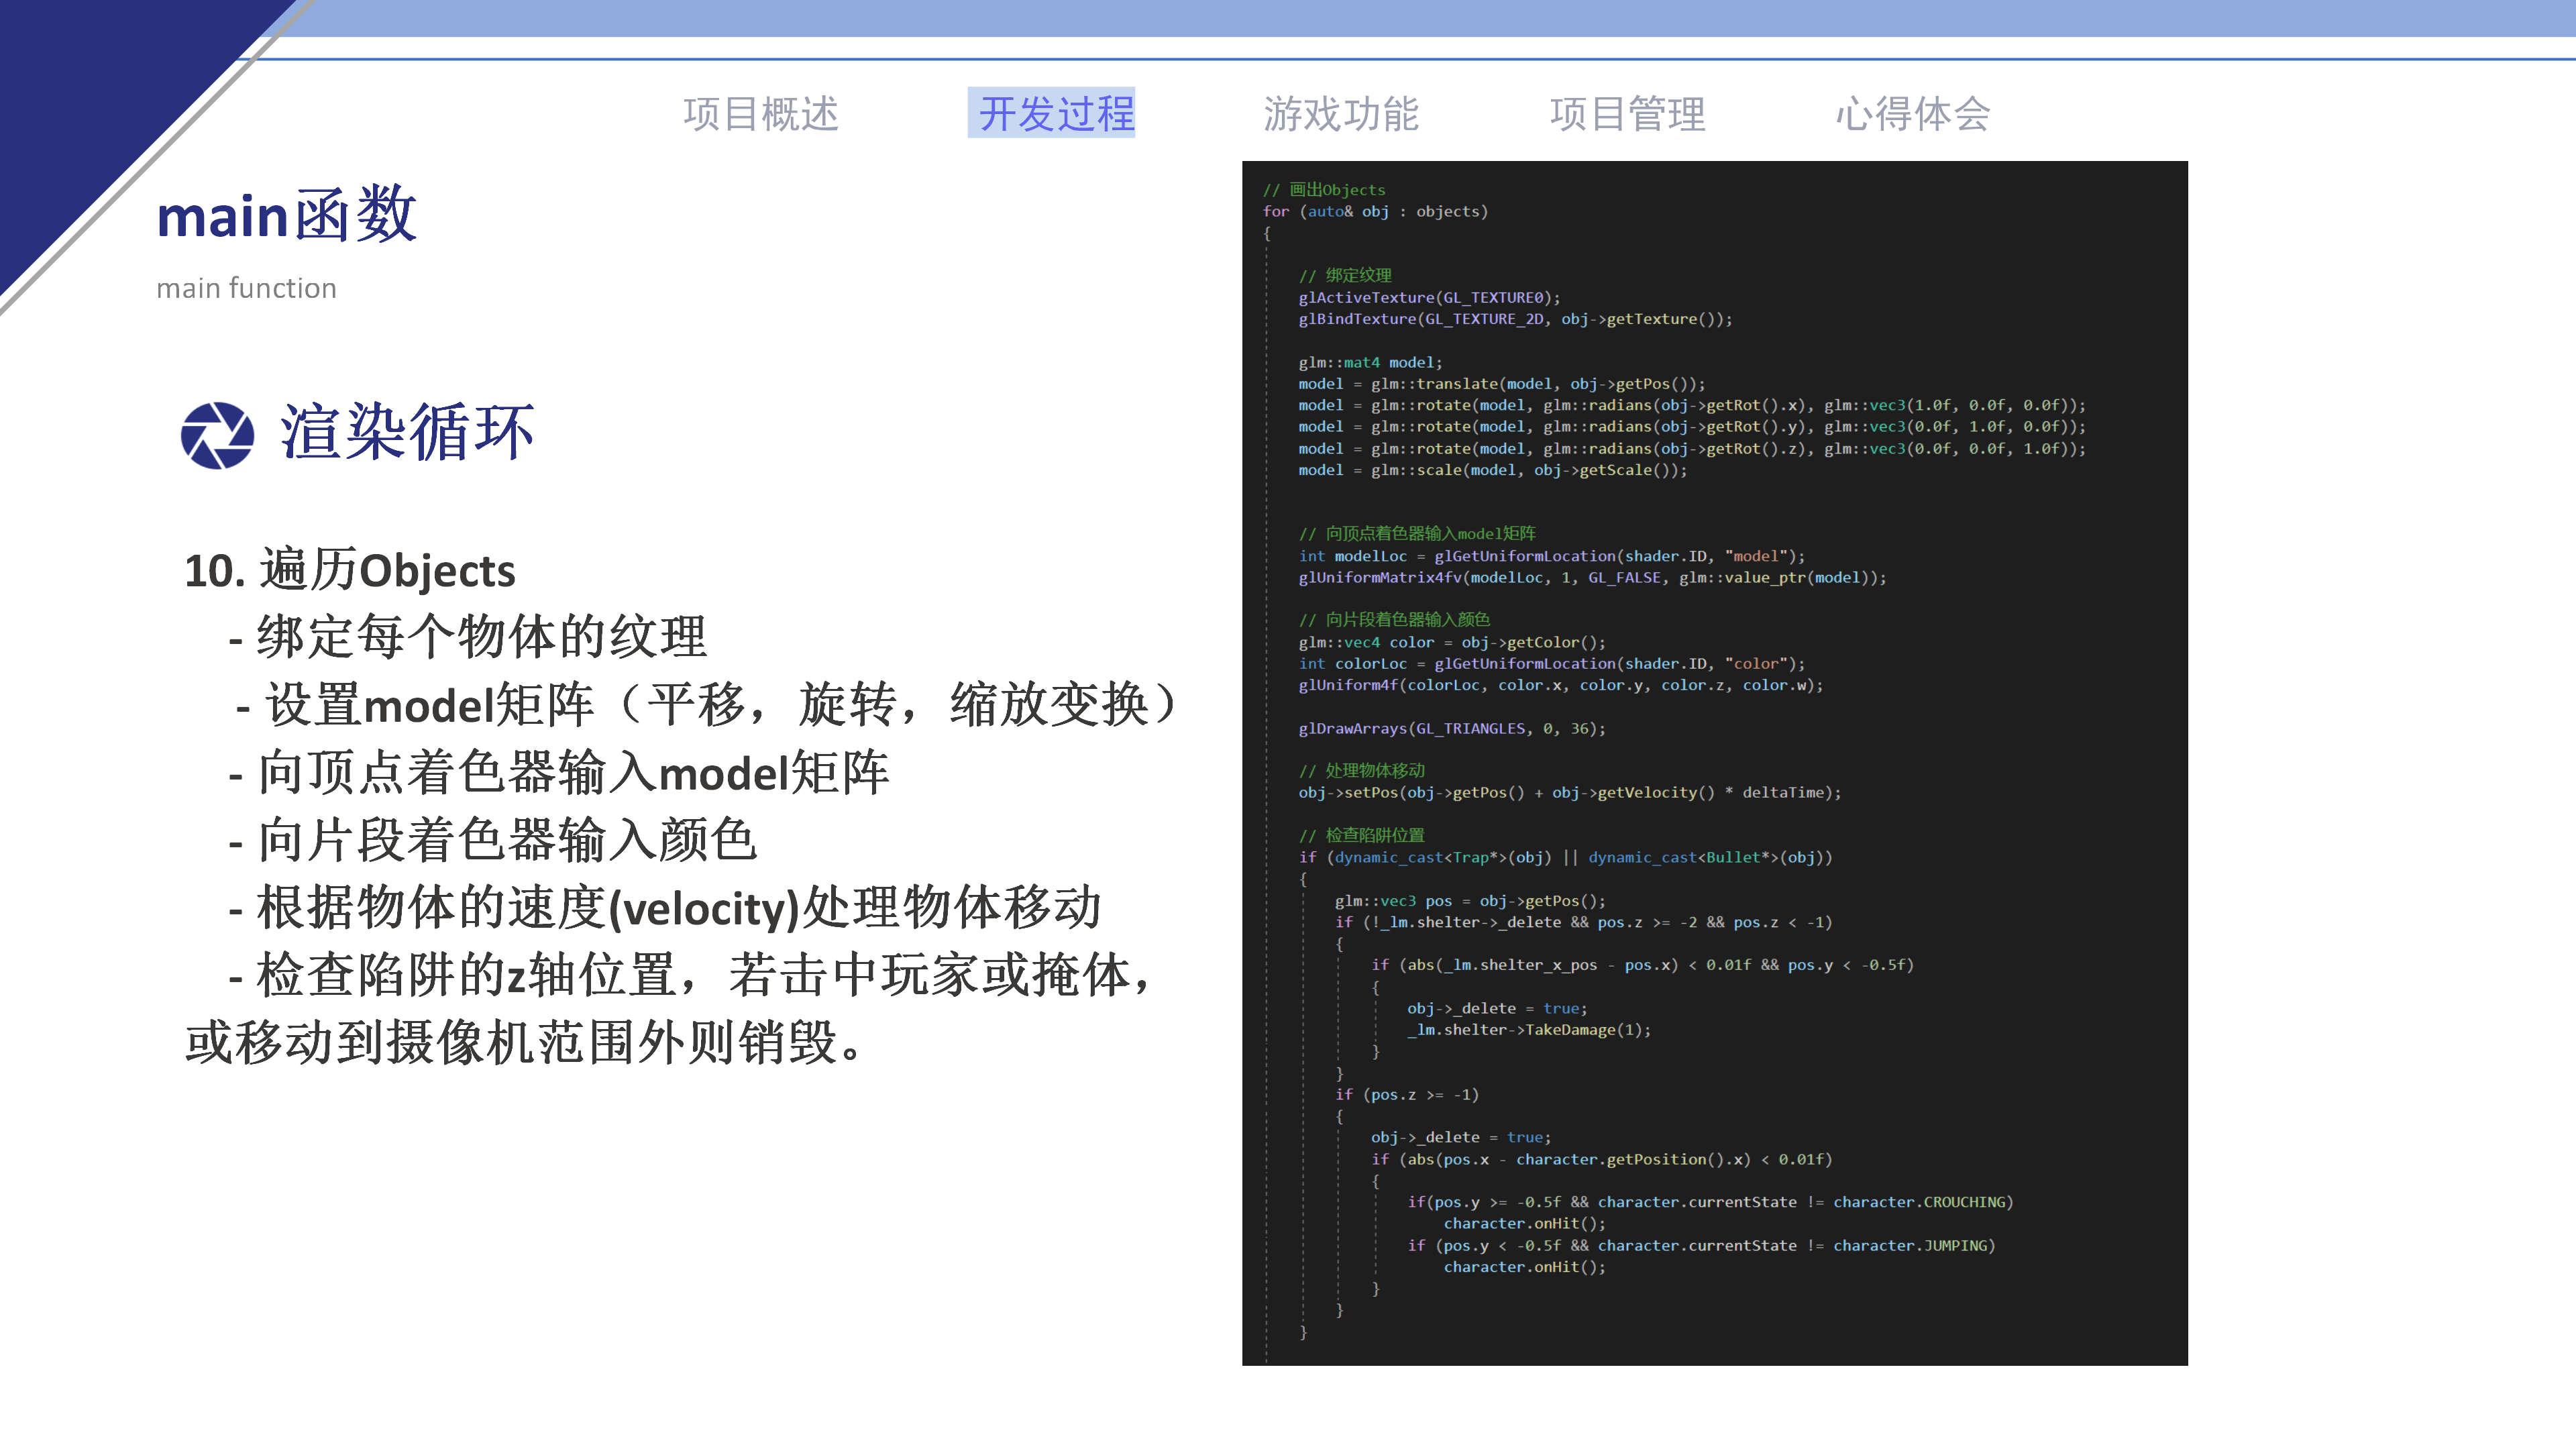 项目概述 开发过程 游戏功能 项目管理 心得体会
main函数
main function
渲染循环
10. 遍历Objects
- 绑定每个物体的纹理
- 设置model矩阵（平移，旋转，缩放变换）
- 向顶点着色器输入model矩阵
- 向片段着色器输入颜色
- 根据物体的速度(velocity)处理物体移动
- 检查陷阱的z轴位置，若击中玩家或掩体，
或移动到摄像机范围外则销毁。
// 画出Objects
for (auto& obj : objects)
{
// 绑定纹理
glActiveTexture(GL_TEXTURE0);
glBindTexture(GL_TEXTURE_2D, obj->getTexture());
glm::mat4 model;
model = glm::translate(model, obj->getPos());
model = glm::rotate(model, glm::radians(obj->getRot().x), glm::vec3(1.0f, 0.0f, 0.0f));
model = glm::rotate(model, glm::radians(obj->getRot().y), glm::vec3(0.0f, 1.0f, 0.0f));
model = glm::rotate(model, glm::radians(obj->getRot().z), glm::vec3(0.0f, 0.0f, 1.0f));
model = glm::scale(model, obj->getScale());
// 向顶点着色器输入model矩阵
int modelLoc = glGetUniformLocation(shader.ID, "model");
glUniformMatrix4fv(modelLoc, 1, GL_FALSE, glm::value_ptr(model));
// 向片段着色器输入颜色
glm::vec4 color = obj->getColor();
int colorLoc = glGetUniformLocation(shader.ID, "color");
glUniform4f(colorLoc, color.x, color.y, color.z, color.w);
glDrawArrays(GL_TRIANGLES, 0, 36);
// 处理物体移动
obj->setPos(obj->getPos() + obj->getVelocity() * deltaTime);
// 检查陷阱位置
if (dynamic_cast<Trap*>(obj) || dynamic_cast<Bullet*>(obj))
{
glm::vec3 pos = obj->getPos();
if (!_lm.shelter->_delete && pos.z >= -2 && pos.z < -1)
{
if (abs(_lm.shelter_x_pos - pos.x) < 0.01f && pos.y < -0.5f)
{
obj->_delete = true;
_lm.shelter->TakeDamage(1);
}
}
if (pos.z >= -1)
{
obj->_delete = true;
if (abs(pos.x - character.getPosition().x) < 0.01f)
{
if(pos.y >= -0.5f && character.currentState != character.CROUCHING)
character.onHit();
if (pos.y < -0.5f && character.currentState != character.JUMPING)
character.onHit();
}
}
}